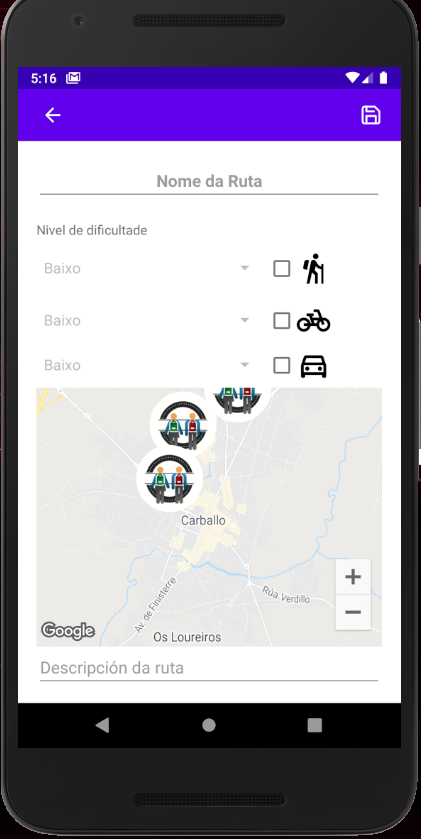 5:16
Nome da Ruta
Nivel de dificultade
Baixo
Baixo
Baixo
Carballo
Av. de Finisterre
Rúa Verdillo
+
−
Google
Os Loureiros
Descripción da ruta